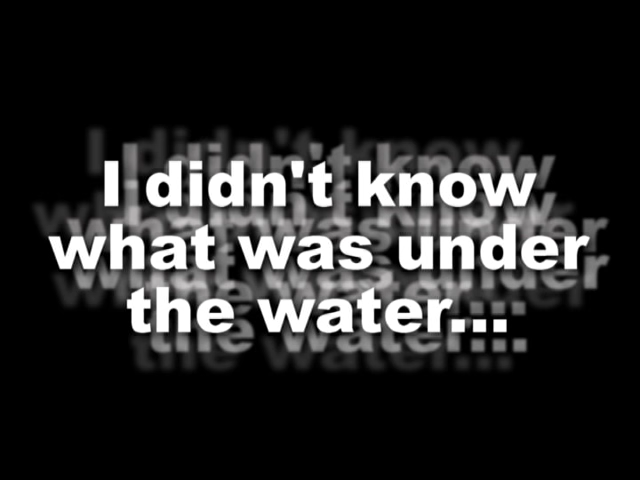 I didn't know
what was under
the water...